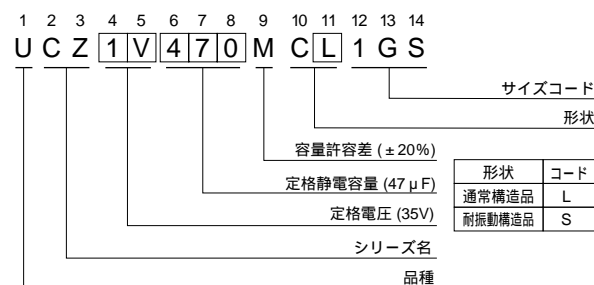 1 2 3 4 5 6 7 8 9 10 11 12 13 14
U C Z 1 V 4 7 0 M C L 1 G S
サイズコード
形状
容量許容差 (±20%)
定格静電容量 (47μF)
定格電圧 (35V)
シリーズ名
品種
形状 コード
通常構造品 L
耐振動構造品 S